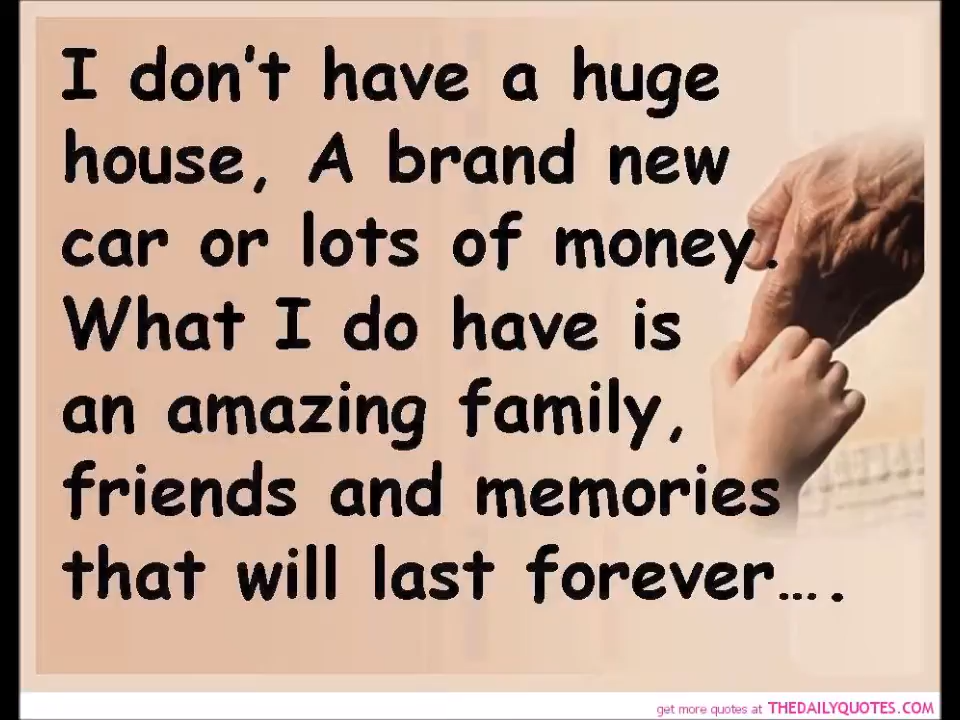 I don't have a huge
house, A brand new
car or lots of money.
What I do have is
an amazing family,
friends and memories
that will last forever....
get more quotes at THEDAILYQUOTES.COM